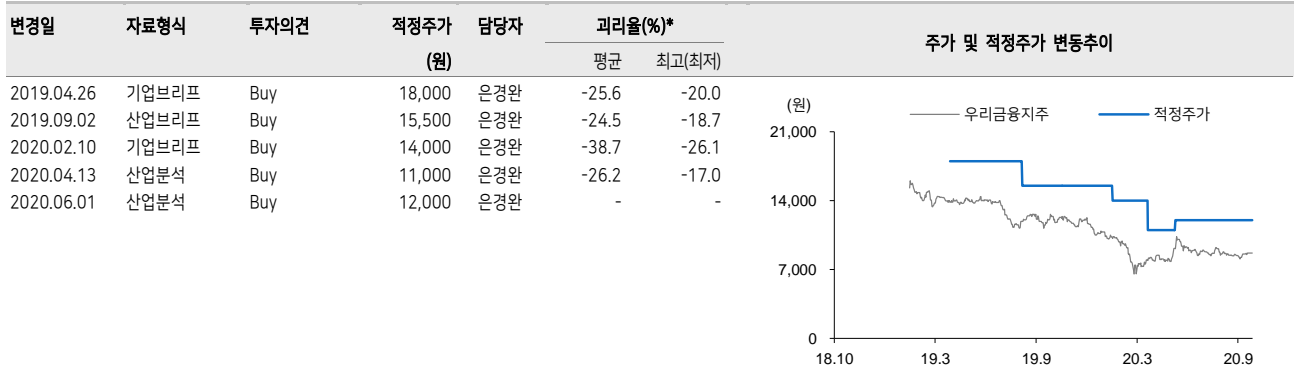 변경일 자료형식 투자의견 적정주가 담당자 괴리율(%)*
(원) 평균 최고(최저)
2019.04.26 기업브리프 Buy 18,000 은경완 -25.6 -20.0
2019.09.02 산업브리프 Buy 15,500 은경완 -24.5 -18.7
2020.02.10 기업브리프 Buy 14,000 은경완 -38.7 -26.1
2020.04.13 산업분석 Buy 11,000 은경완 -26.2 -17.0
2020.06.01 산업분석 Buy 12,000 은경완 - -
주가 및 적정주가 변동추이
(원)
우리금융지주 적정주가
21,000
14,000
7,000
0
18.10 19.3 19.9 20.3 20.9